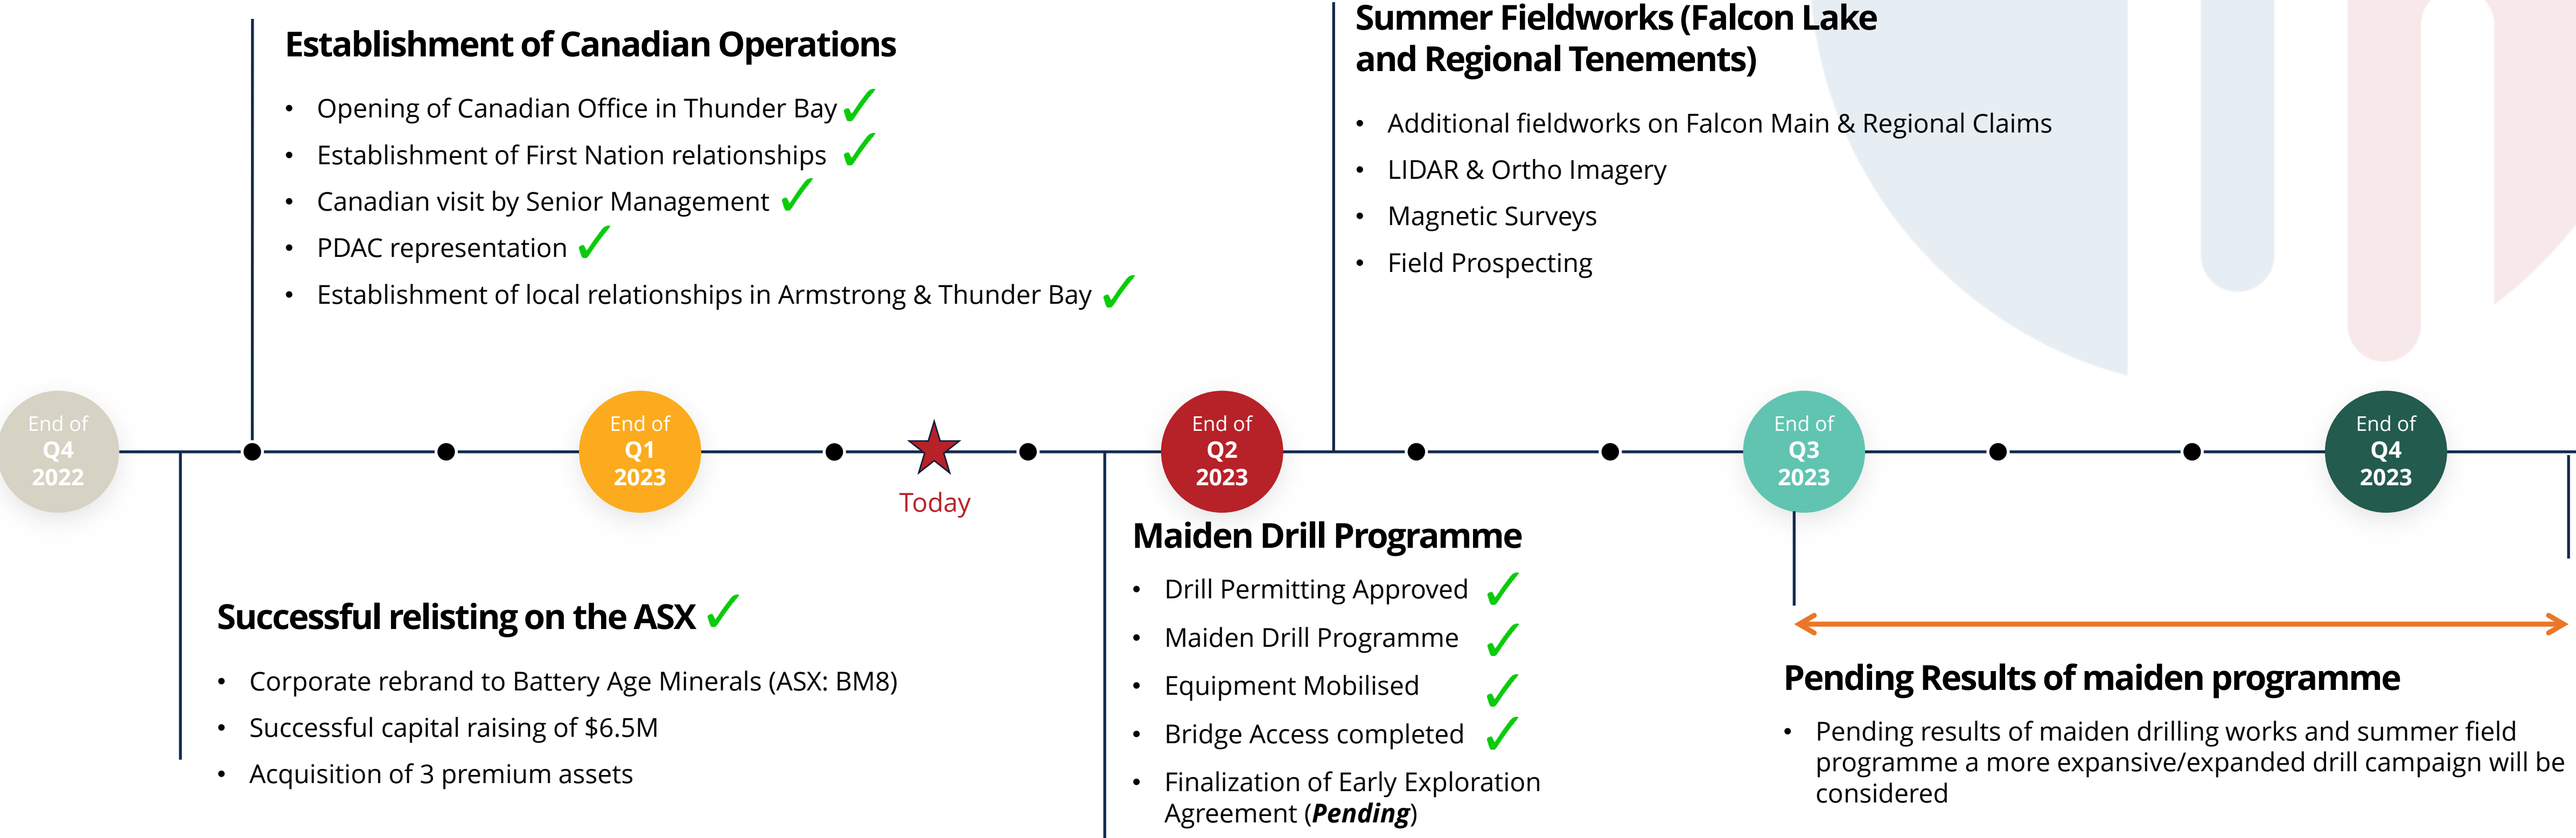 Establishment of Canadian Operations
• Opening of Canadian Office in Thunder Bay ✓
• Establishment of First Nation relationships ✓
• Canadian visit by Senior Management ✓
• PDAC representation ✓
• Establishment of local relationships in Armstrong & Thunder Bay ✓
Summer Fieldworks (Falcon Lake
and Regional Tenements)
• Additional fieldworks on Falcon Main & Regional Claims
• LIDAR & Ortho Imagery
• Magnetic Surveys
• Field Prospecting
End of
Q4
2022
End of
Q1
2023
Today
End of
Q2
2023
End of
Q3
2023
End of
Q4
2023
Successful relisting on the ASX ✓
• Corporate rebrand to Battery Age Minerals (ASX: BM8)
• Successful capital raising of $6.5M
• Acquisition of 3 premium assets
Maiden Drill Programme
• Drill Permitting Approved ✓
• Maiden Drill Programme ✓
• Equipment Mobilised ✓
• Bridge Access completed ✓
• Finalization of Early Exploration
Agreement (Pending)
Pending Results of maiden programme
• Pending results of maiden drilling works and summer field
programme a more expansive/expanded drill campaign will be
considered